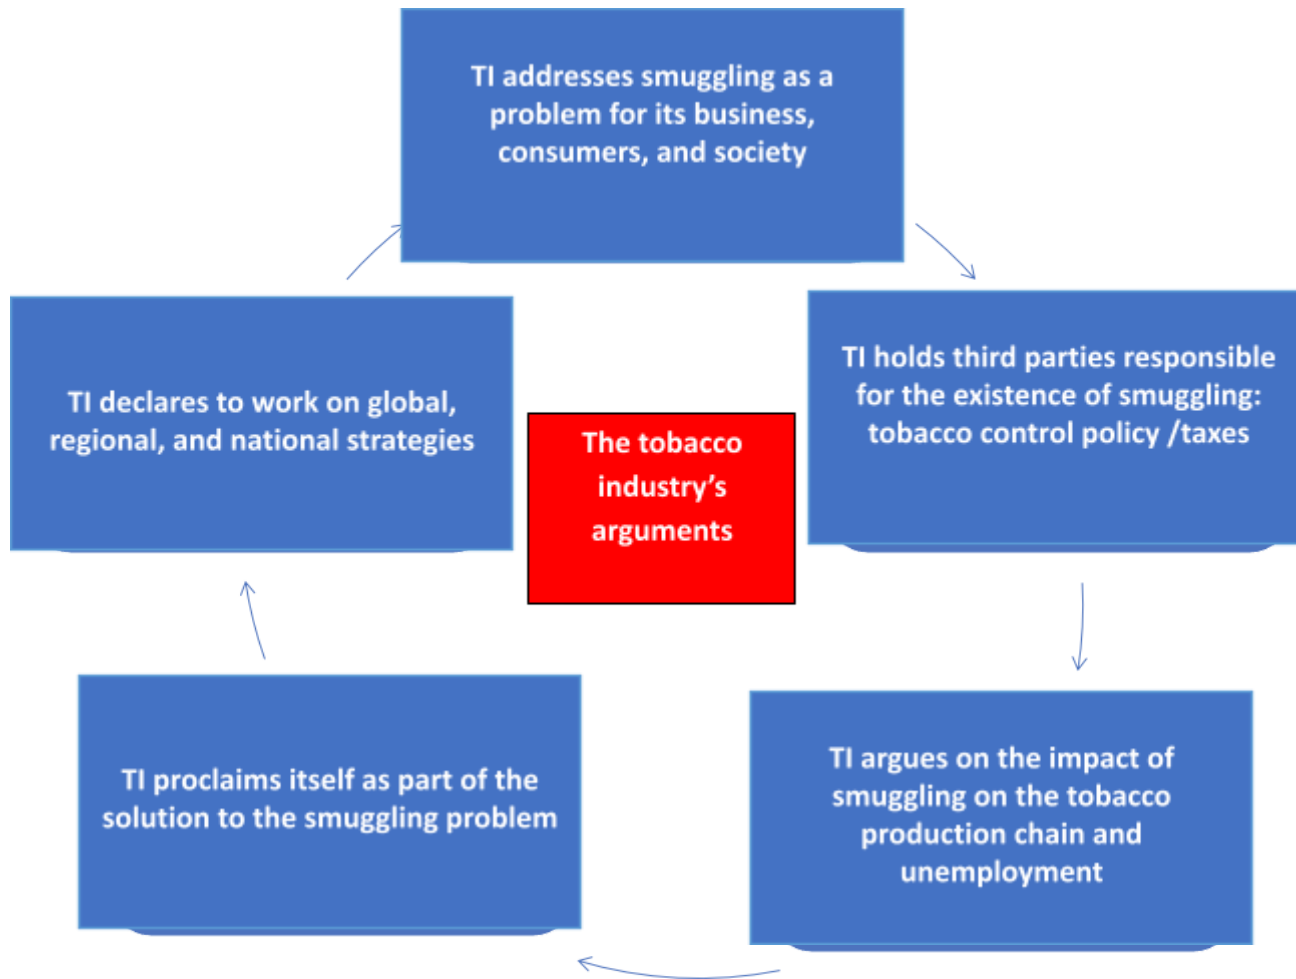 TI addresses smuggling as a
problem for its business,
consumers, and society
TI holds third parties responsible
for the existence of smuggling:
tobacco control policy /taxes
TI argues on the impact of
smuggling on the tobacco
production chain and
unemployment
TI proclaims itself as part of the
solution to the smuggling problem
TI declares to work on global,
regional, and national strategies
The tobacco
industry’s
arguments